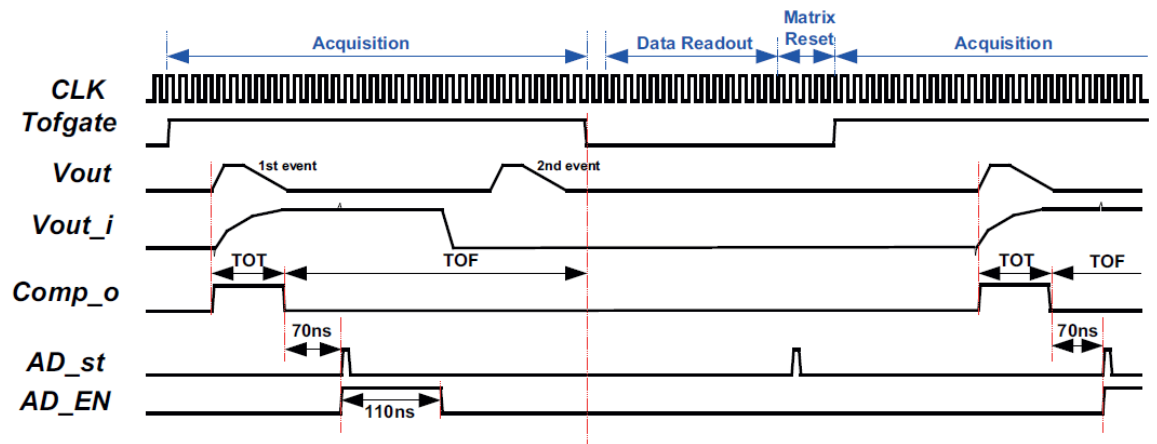 Matrix
Reset
Acquisition
Data Readout
Acquisition
CLK
Tofgate
Vout
1st event
2nd event
Vout_i
TOT
TOF
TOT
TOF
Comp_o
70ns
70ns
AD_st
AD_EN
110ns